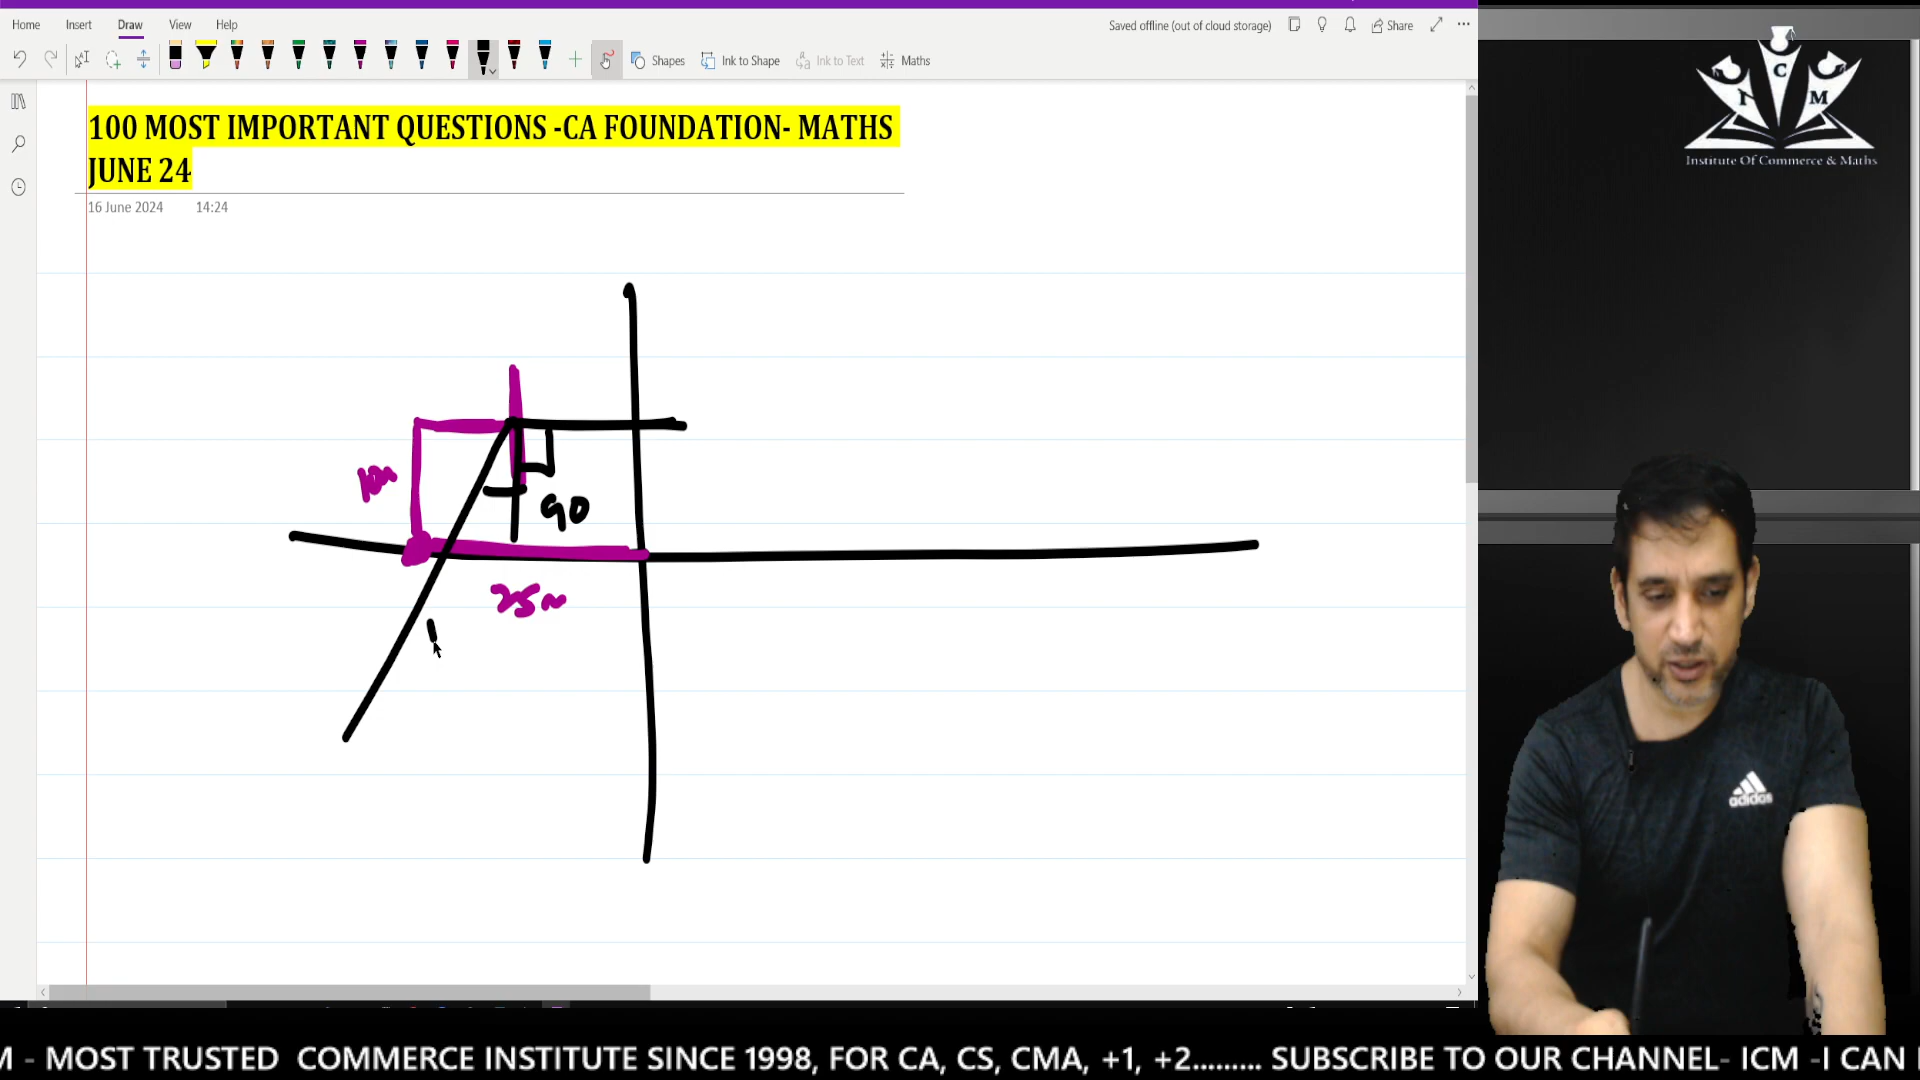 Home Insert Draw View Help
Saved offline (out of cloud storage)
Share
Shapes Ink to Shape Ink to Text Maths
100 MOST IMPORTANT QUESTIONS -CA FOUNDATION- MATHS
JUNE 24
16 June 2024 14:24
90
25m
I C M
Institute Of Commerce & Maths
adidas
M - MOST TRUSTED COMMERCE INSTITUTE SINCE 1998, FOR CA, CS, CMA, +1, +2......... SUBSCRIBE TO OUR CHANNEL- ICM -I CAN